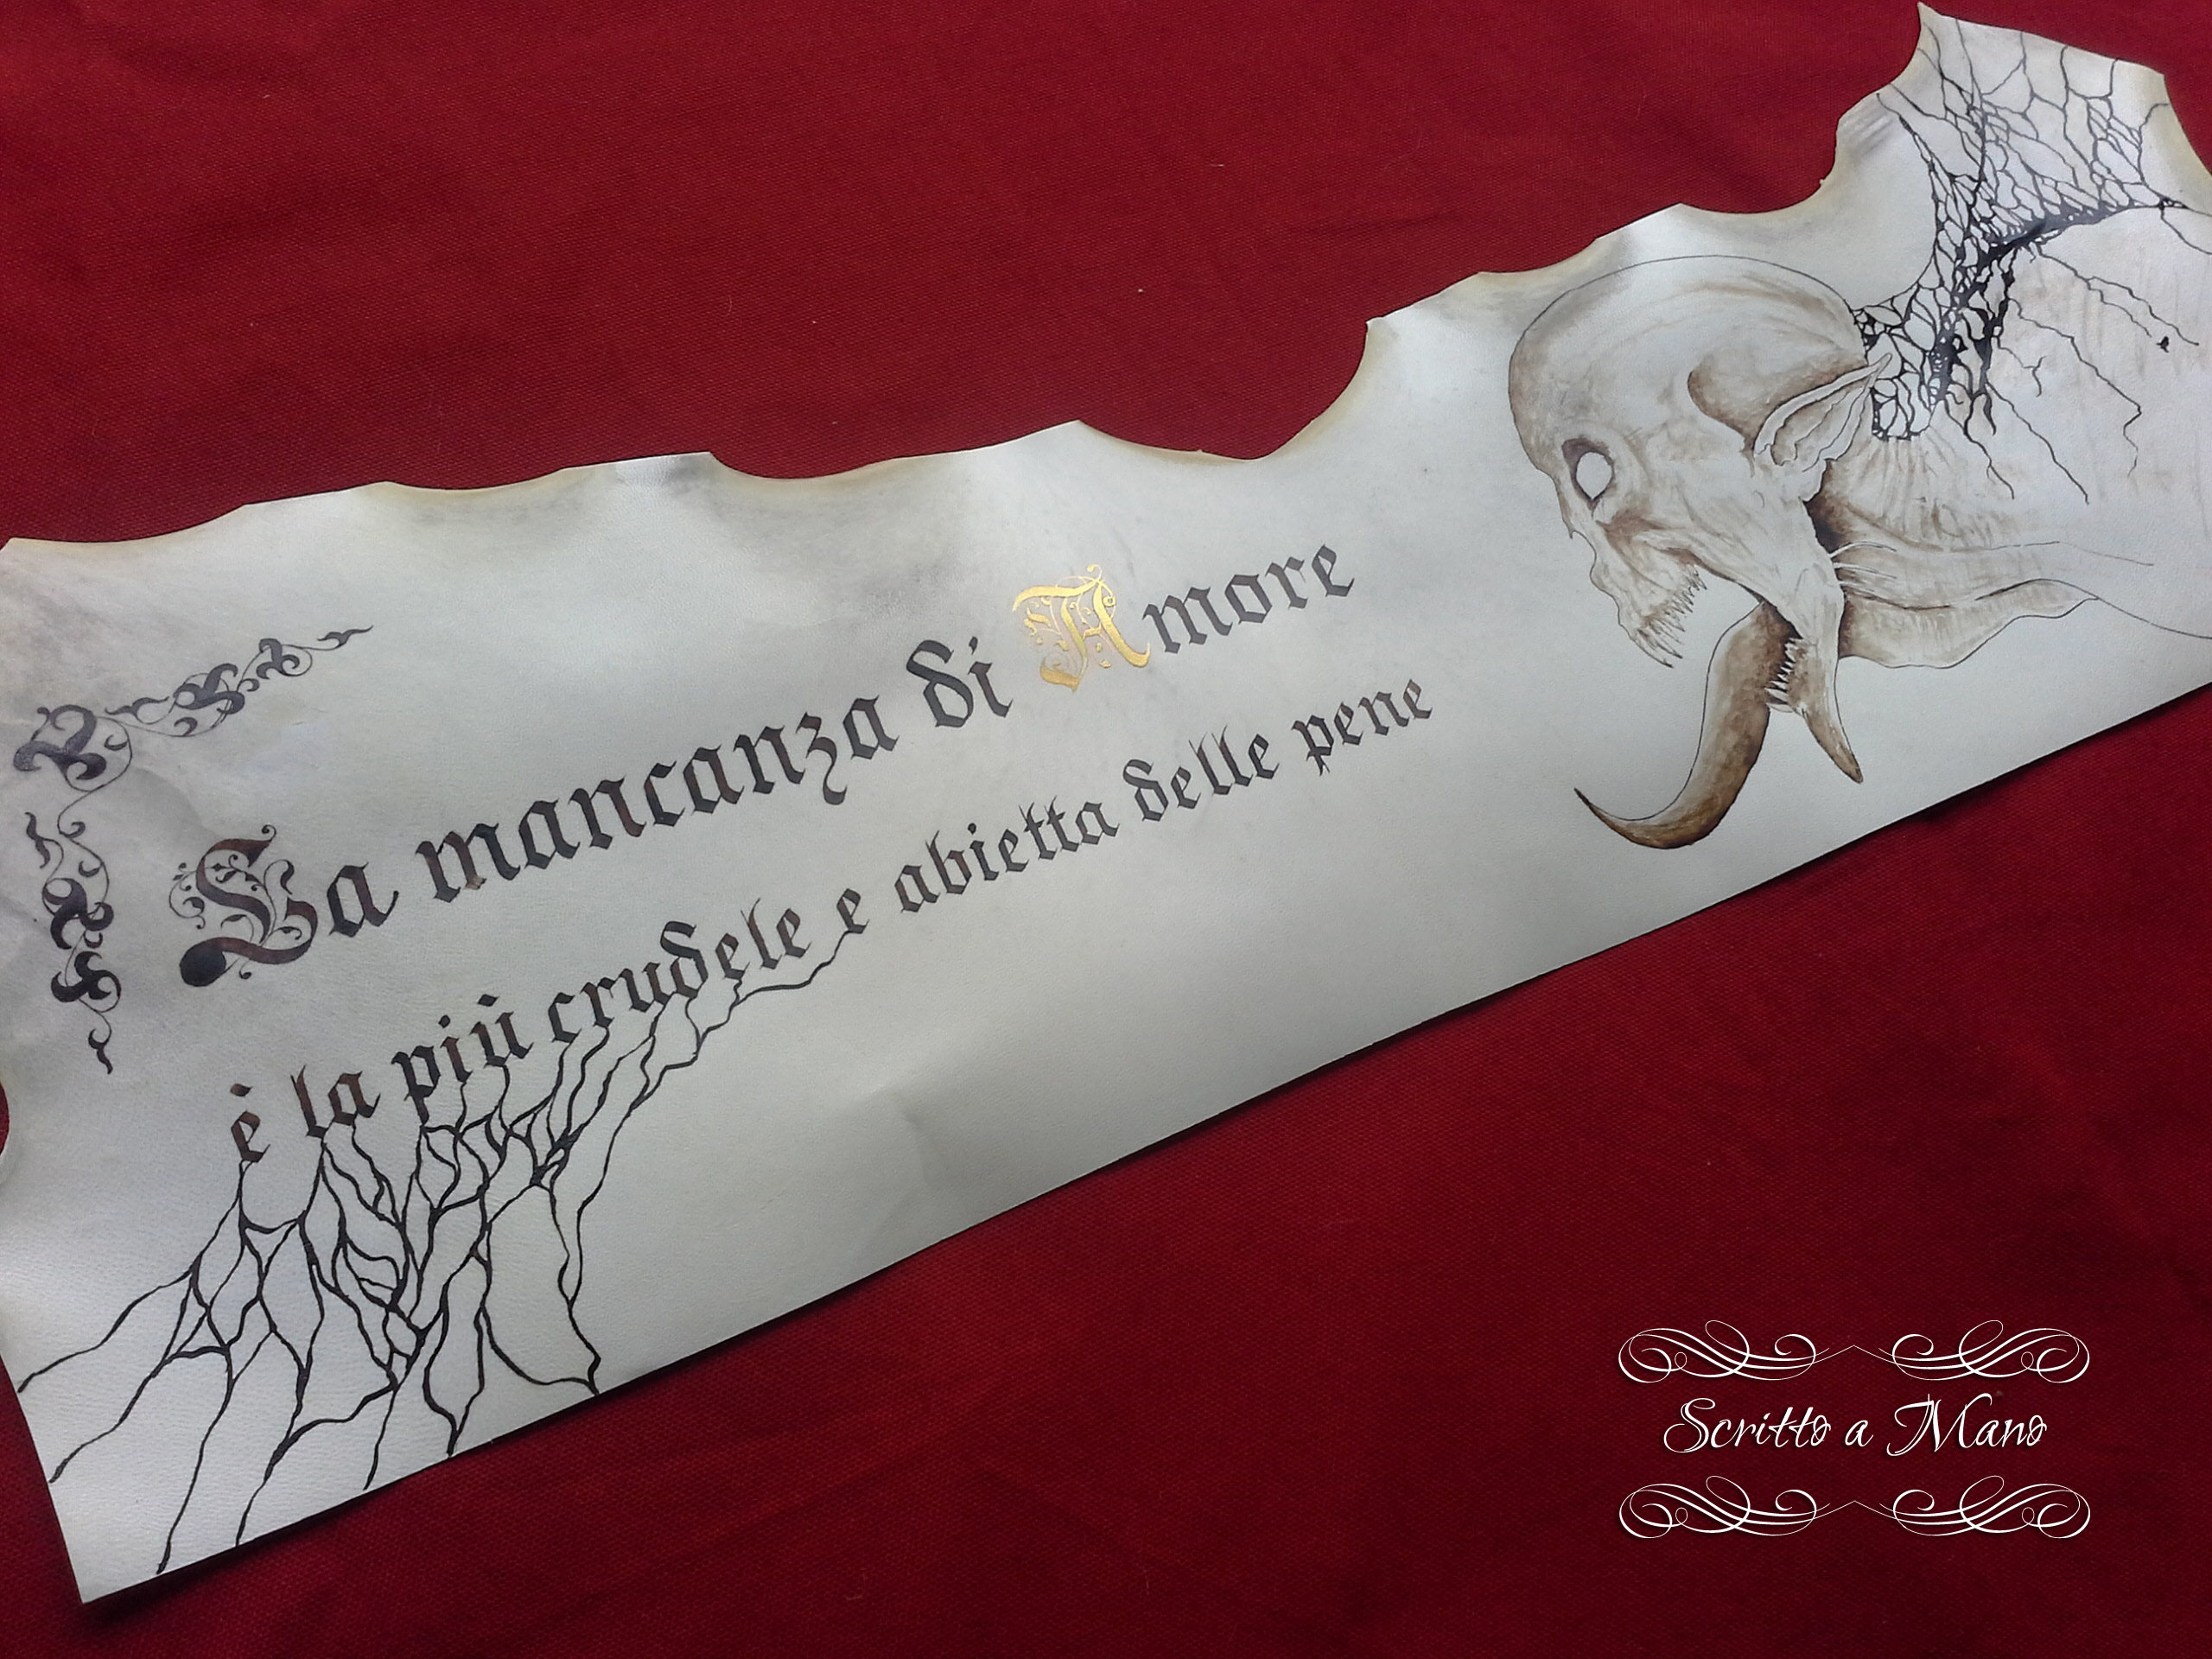 La mancanza di Amore
è la più crudele e abietta delle pene
Scritto a Mano